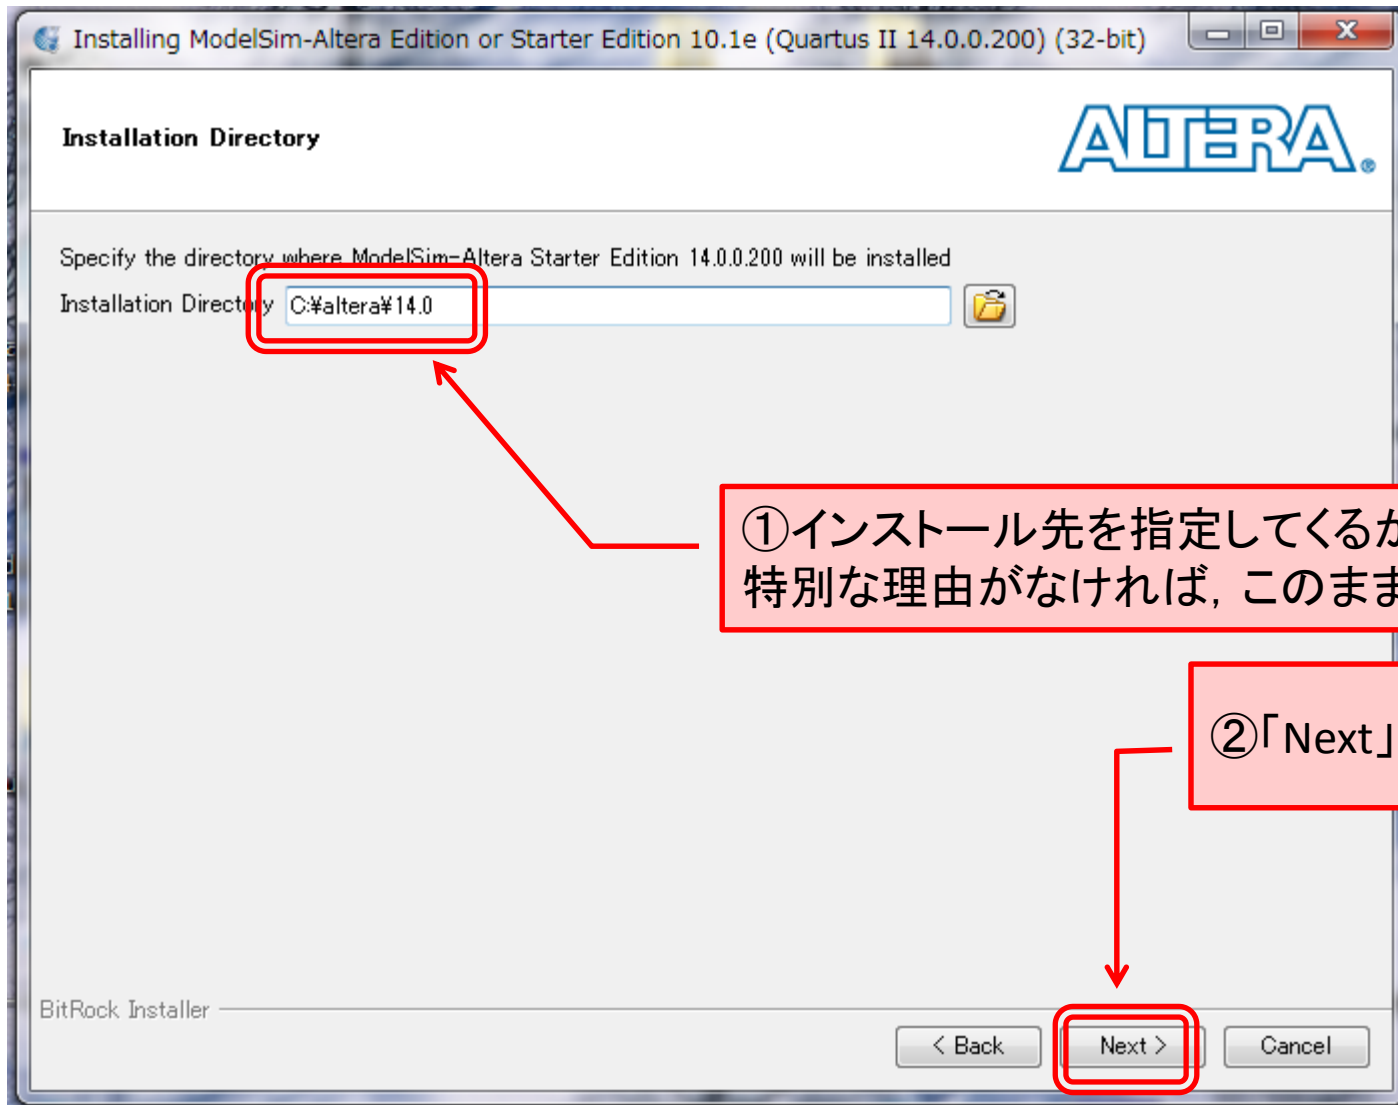 Installing ModelSim-Altera Edition or Starter Edition 10.1e (Quartus II 14.0.0.200) (32-bit)
Installation Directory
ALTERA®
Specify the directory where ModelSim-Altera Starter Edition 14.0.0.200 will be installed
Installation Directory C:¥altera¥14.0
①インストール先を指定してくるが
特別な理由がなければ，このまま
②「Next」
BitRock Installer
< Back Next > Cancel